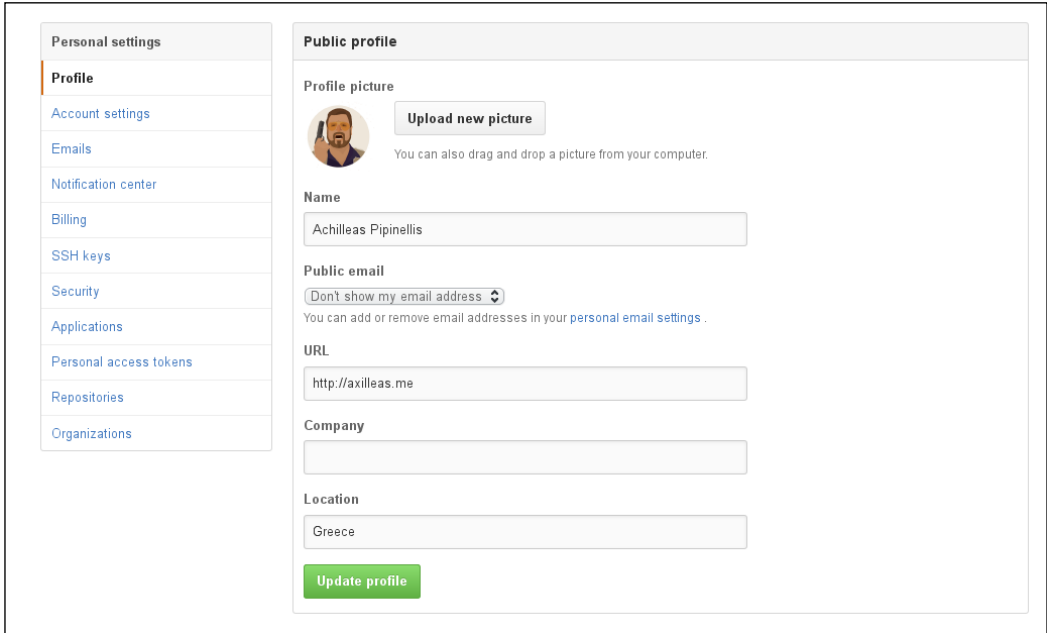 Personal settings
Profile
Account settings
Emails
Notification center
Billing
SSH keys
Security
Applications
Personal access tokens
Repositories
Organizations
Public profile
Profile picture
Upload new picture
You can also drag and drop a picture from your computer.
Name
Achilleas Pipinellis
Public email
Don't show my email address
You can add or remove email addresses in your personal email settings .
URL
http://axilleas.me
Company
Location
Greece
Update profile